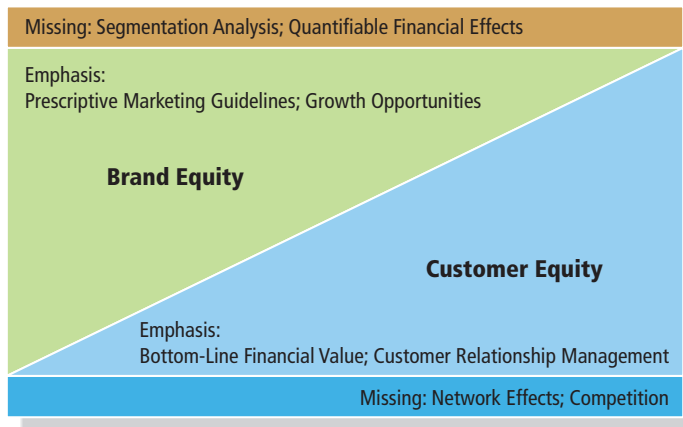 Missing: Segmentation Analysis; Quantifiable Financial Effects
Emphasis:
Prescriptive Marketing Guidelines; Growth Opportunities
Brand Equity
Customer Equity
Emphasis:
Bottom-Line Financial Value; Customer Relationship Management
Missing: Network Effects; Competition